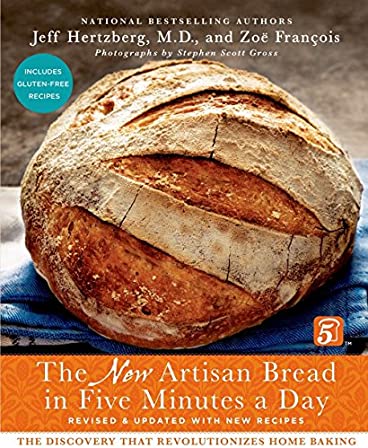 NATIONAL BESTSELLING AUTHORS
Jeff Hertzberg, M.D., and Zoë François
Photographs by Stephen Scott Gross
INCLUDES
GLUTEN-FREE
RECIPES
5
™
The New Artisan Bread
in Five Minutes a Day
REVISED & UPDATED WITH NEW RECIPES
THE DISCOVERY THAT REVOLUTIONIZES HOME BAKING